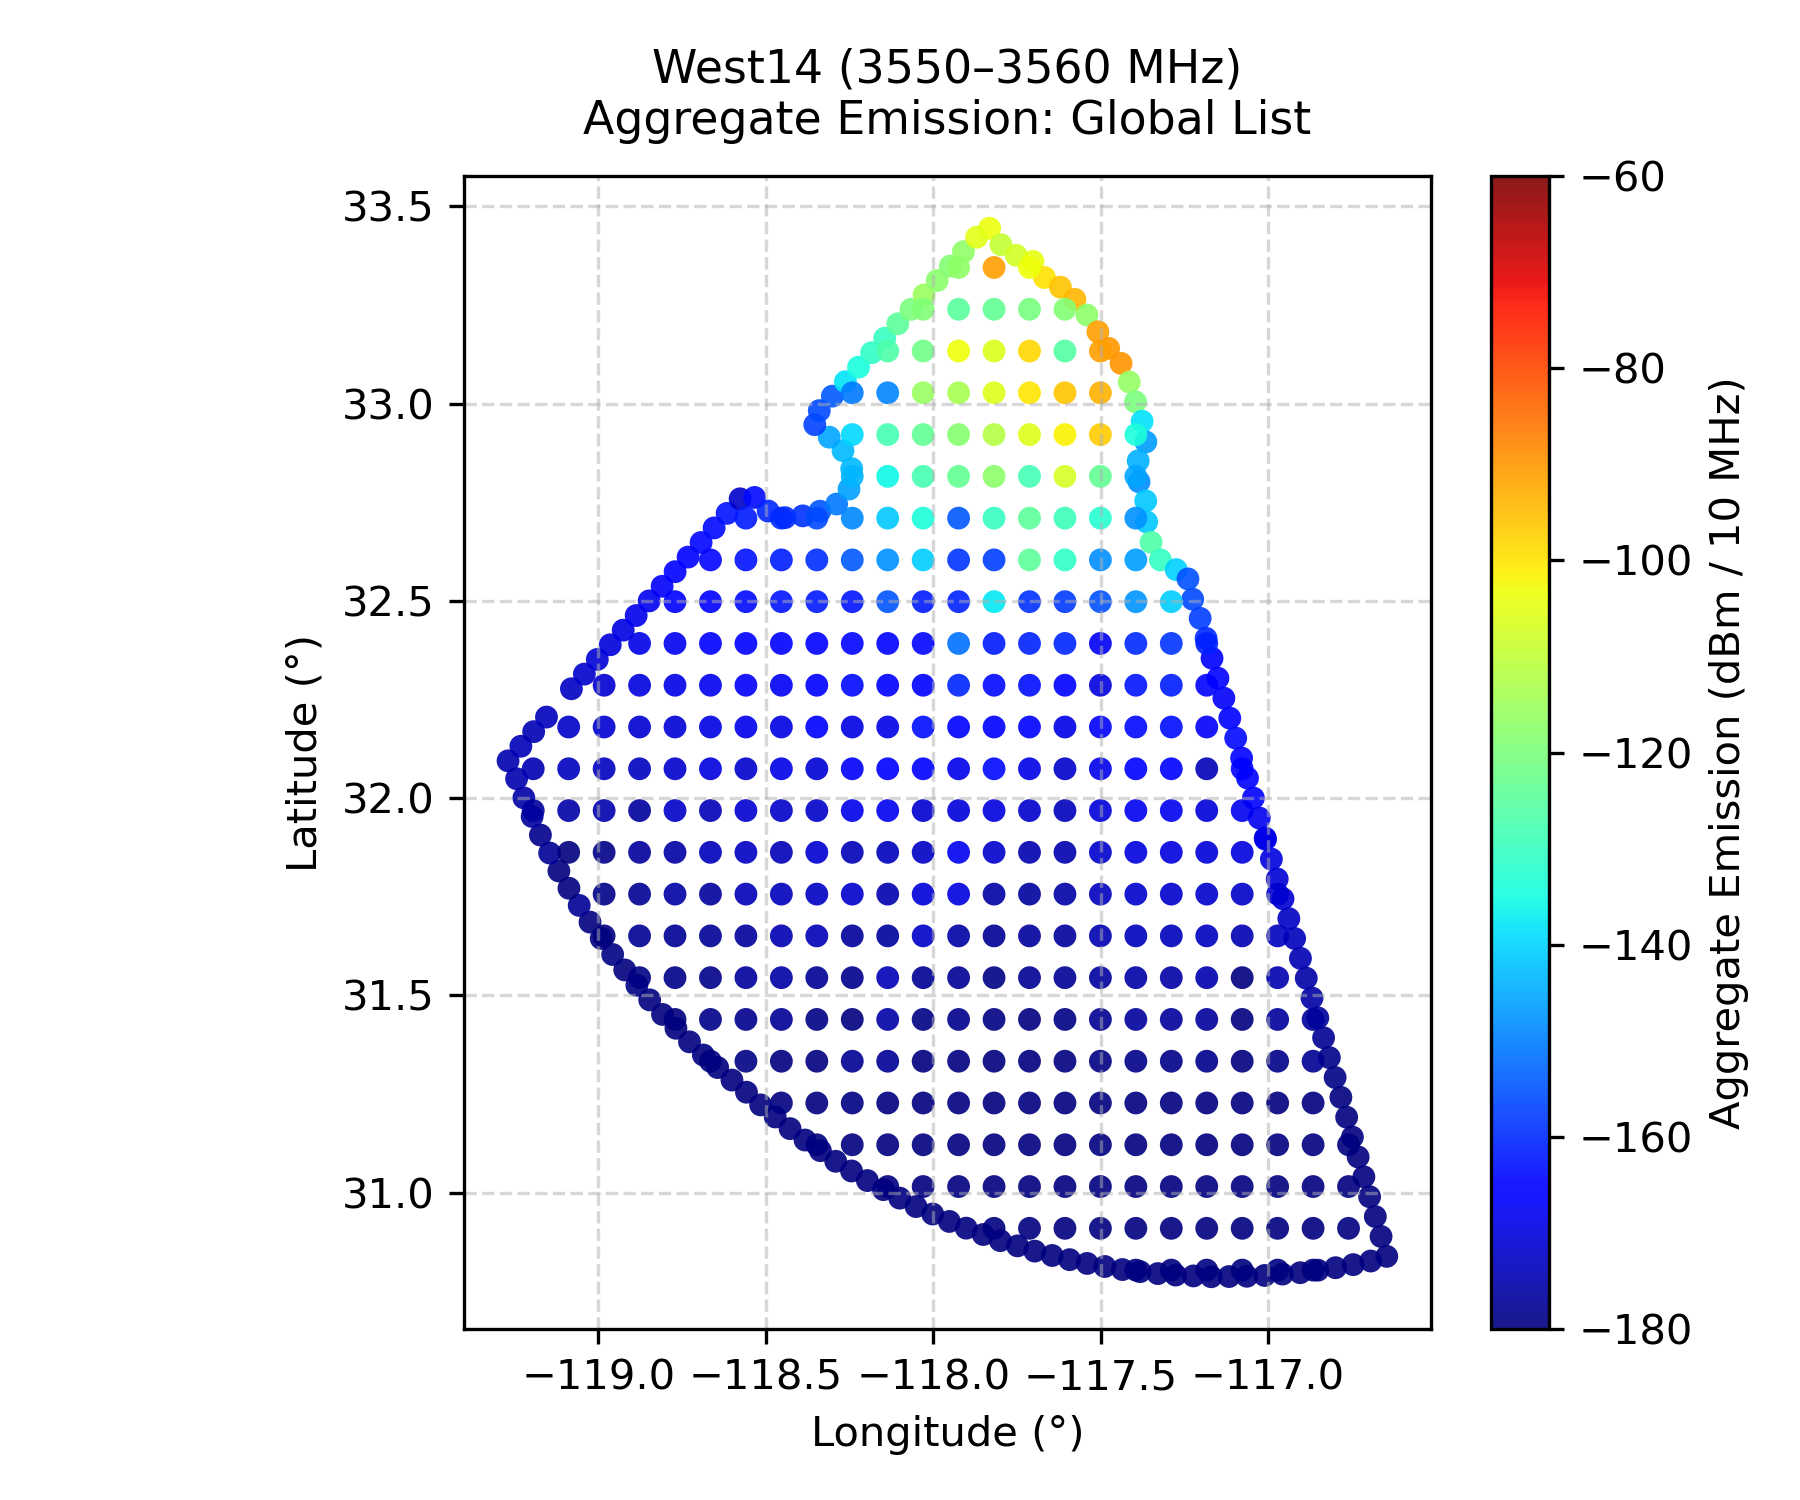 West14 (3550–3560 MHz)
Aggregate Emission: Global List
33.5
33.0
32.5
32.0
31.5
31.0
Latitude (°)
−119.0 −118.5 −118.0 −117.5 −117.0
Longitude (°)
−60
−80
−100
−120
−140
−160
−180
Aggregate Emission (dBm / 10 MHz)